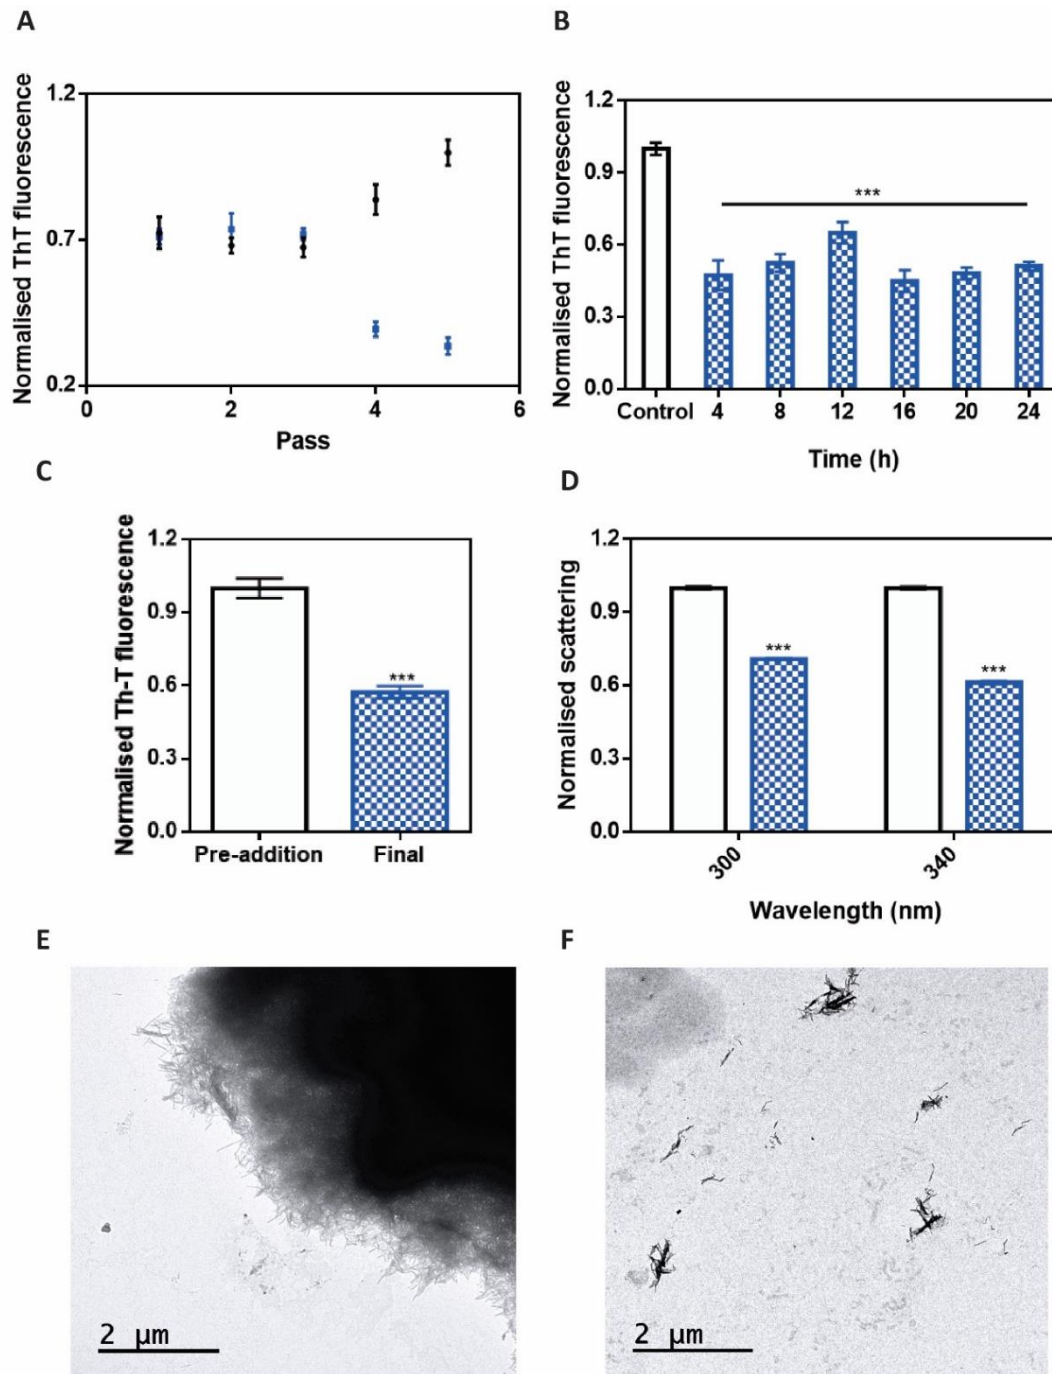 A
Normalised ThT fluorescence
1.2
0.7
0.2
0 2 4 6
Pass
B
Normalised ThT fluorescence
1.2
0.9
0.6
0.3
0.0
***
Control 4 8 12 16 20 24
Time (h)
C
Normalised Th-T fluorescence
1.2
0.9
0.6
0.3
0.0
***
Pre-addition Final
D
Normalised scattering
1.2
0.9
0.6
0.3
0.0
***
***
300 340
Wavelength (nm)
E
2 μm
F
2 μm